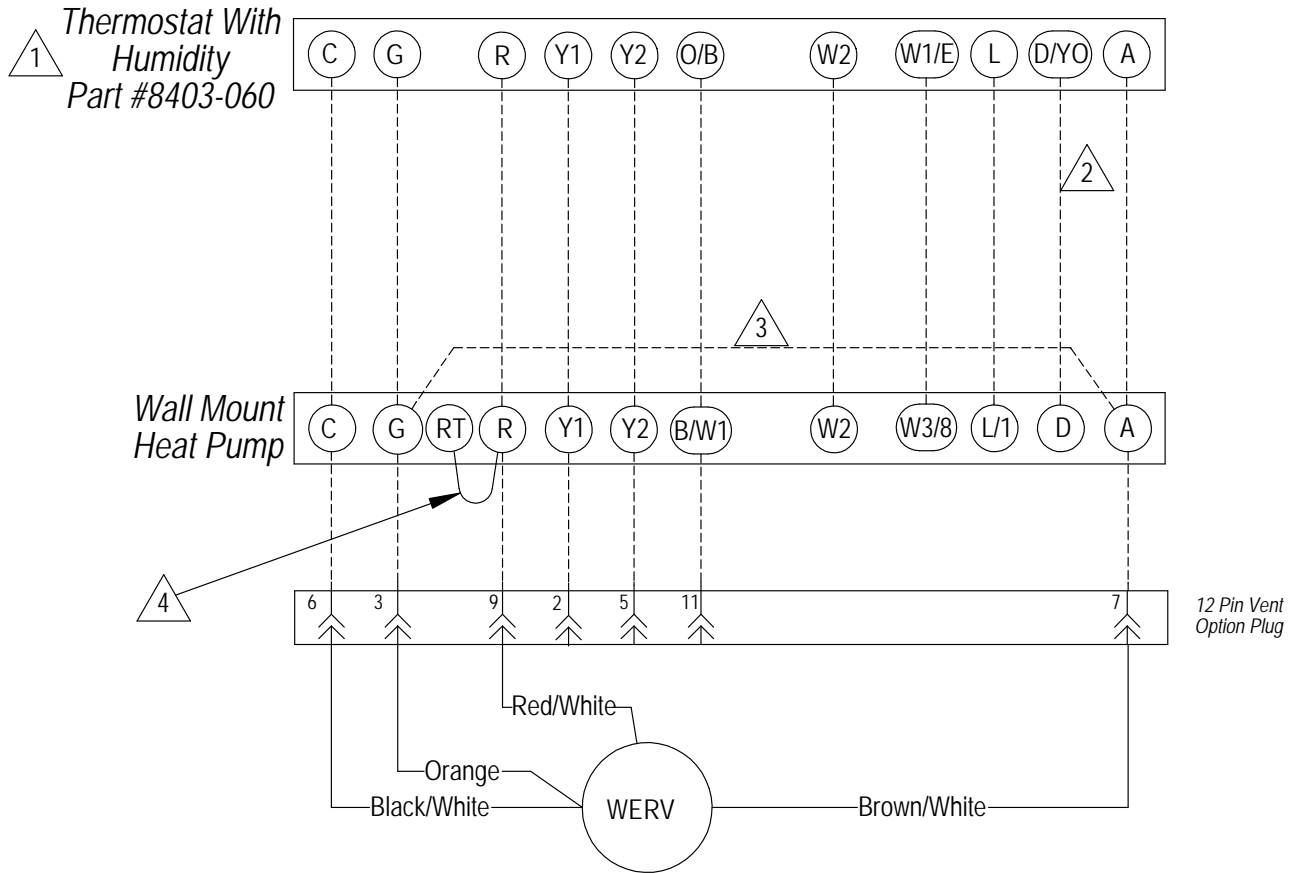 Thermostat With
Humidity
Part #8403-060
1
C G R Y1 Y2 O/B W2 W1/E L D/YO A
2
3
Wall Mount
Heat Pump
C G RT R Y1 Y2 B/W1 W2 W3/8 L/1 D A
4
6 3 9 2 5 11 7
12 Pin Vent
Option Plug
Red/White
Orange
Black/White
WERV
Brown/White